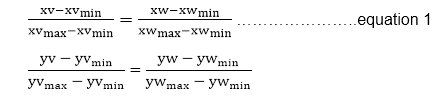 xv−xv_min / xv_max−xv_min = xw−xw_min / xw_max−xw_min ........................equation 1
yv − yv_min / yv_max − yv_min = yw − yw_min / yw_max − yw_min